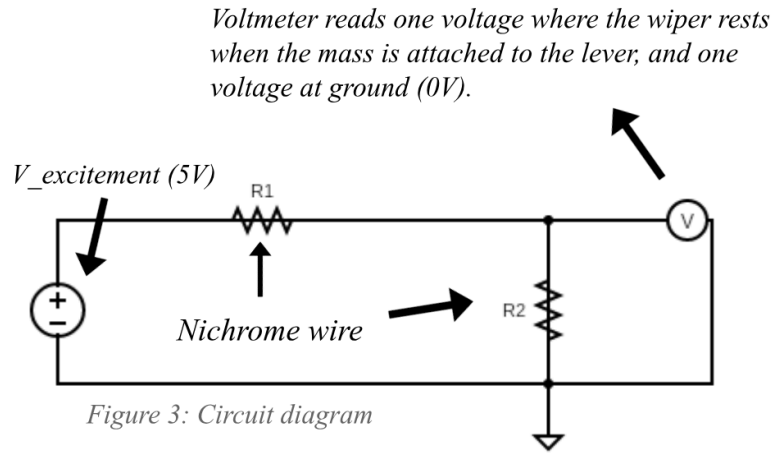 Voltmeter reads one voltage where the wiper rests
when the mass is attached to the lever, and one
voltage at ground (0V).
V_excitement (5V)
R1
V
+
−
R2
Nichrome wire
Figure 3: Circuit diagram